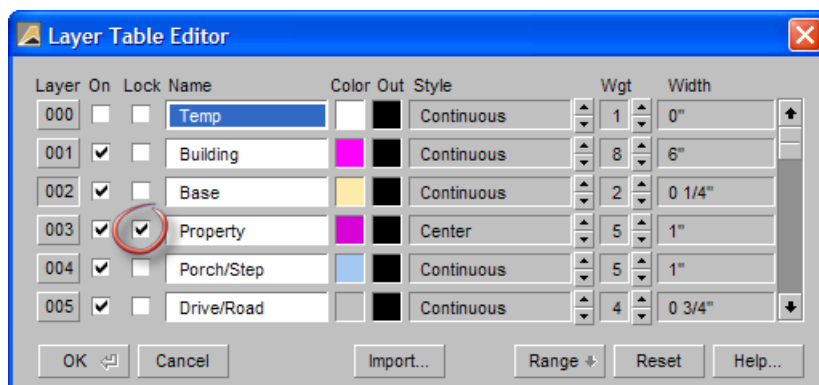 Layer Table Editor
Layer On Lock Name Color Out Style Wgt Width
000 Temp Continuous 1 0"
001 Building Continuous 8 6"
002 Base Continuous 2 0 1/4"
003 Property Center 5 1"
004 Porch/Step Continuous 5 1"
005 Drive/Road Continuous 4 0 3/4"
OK Cancel Import... Range Reset Help...